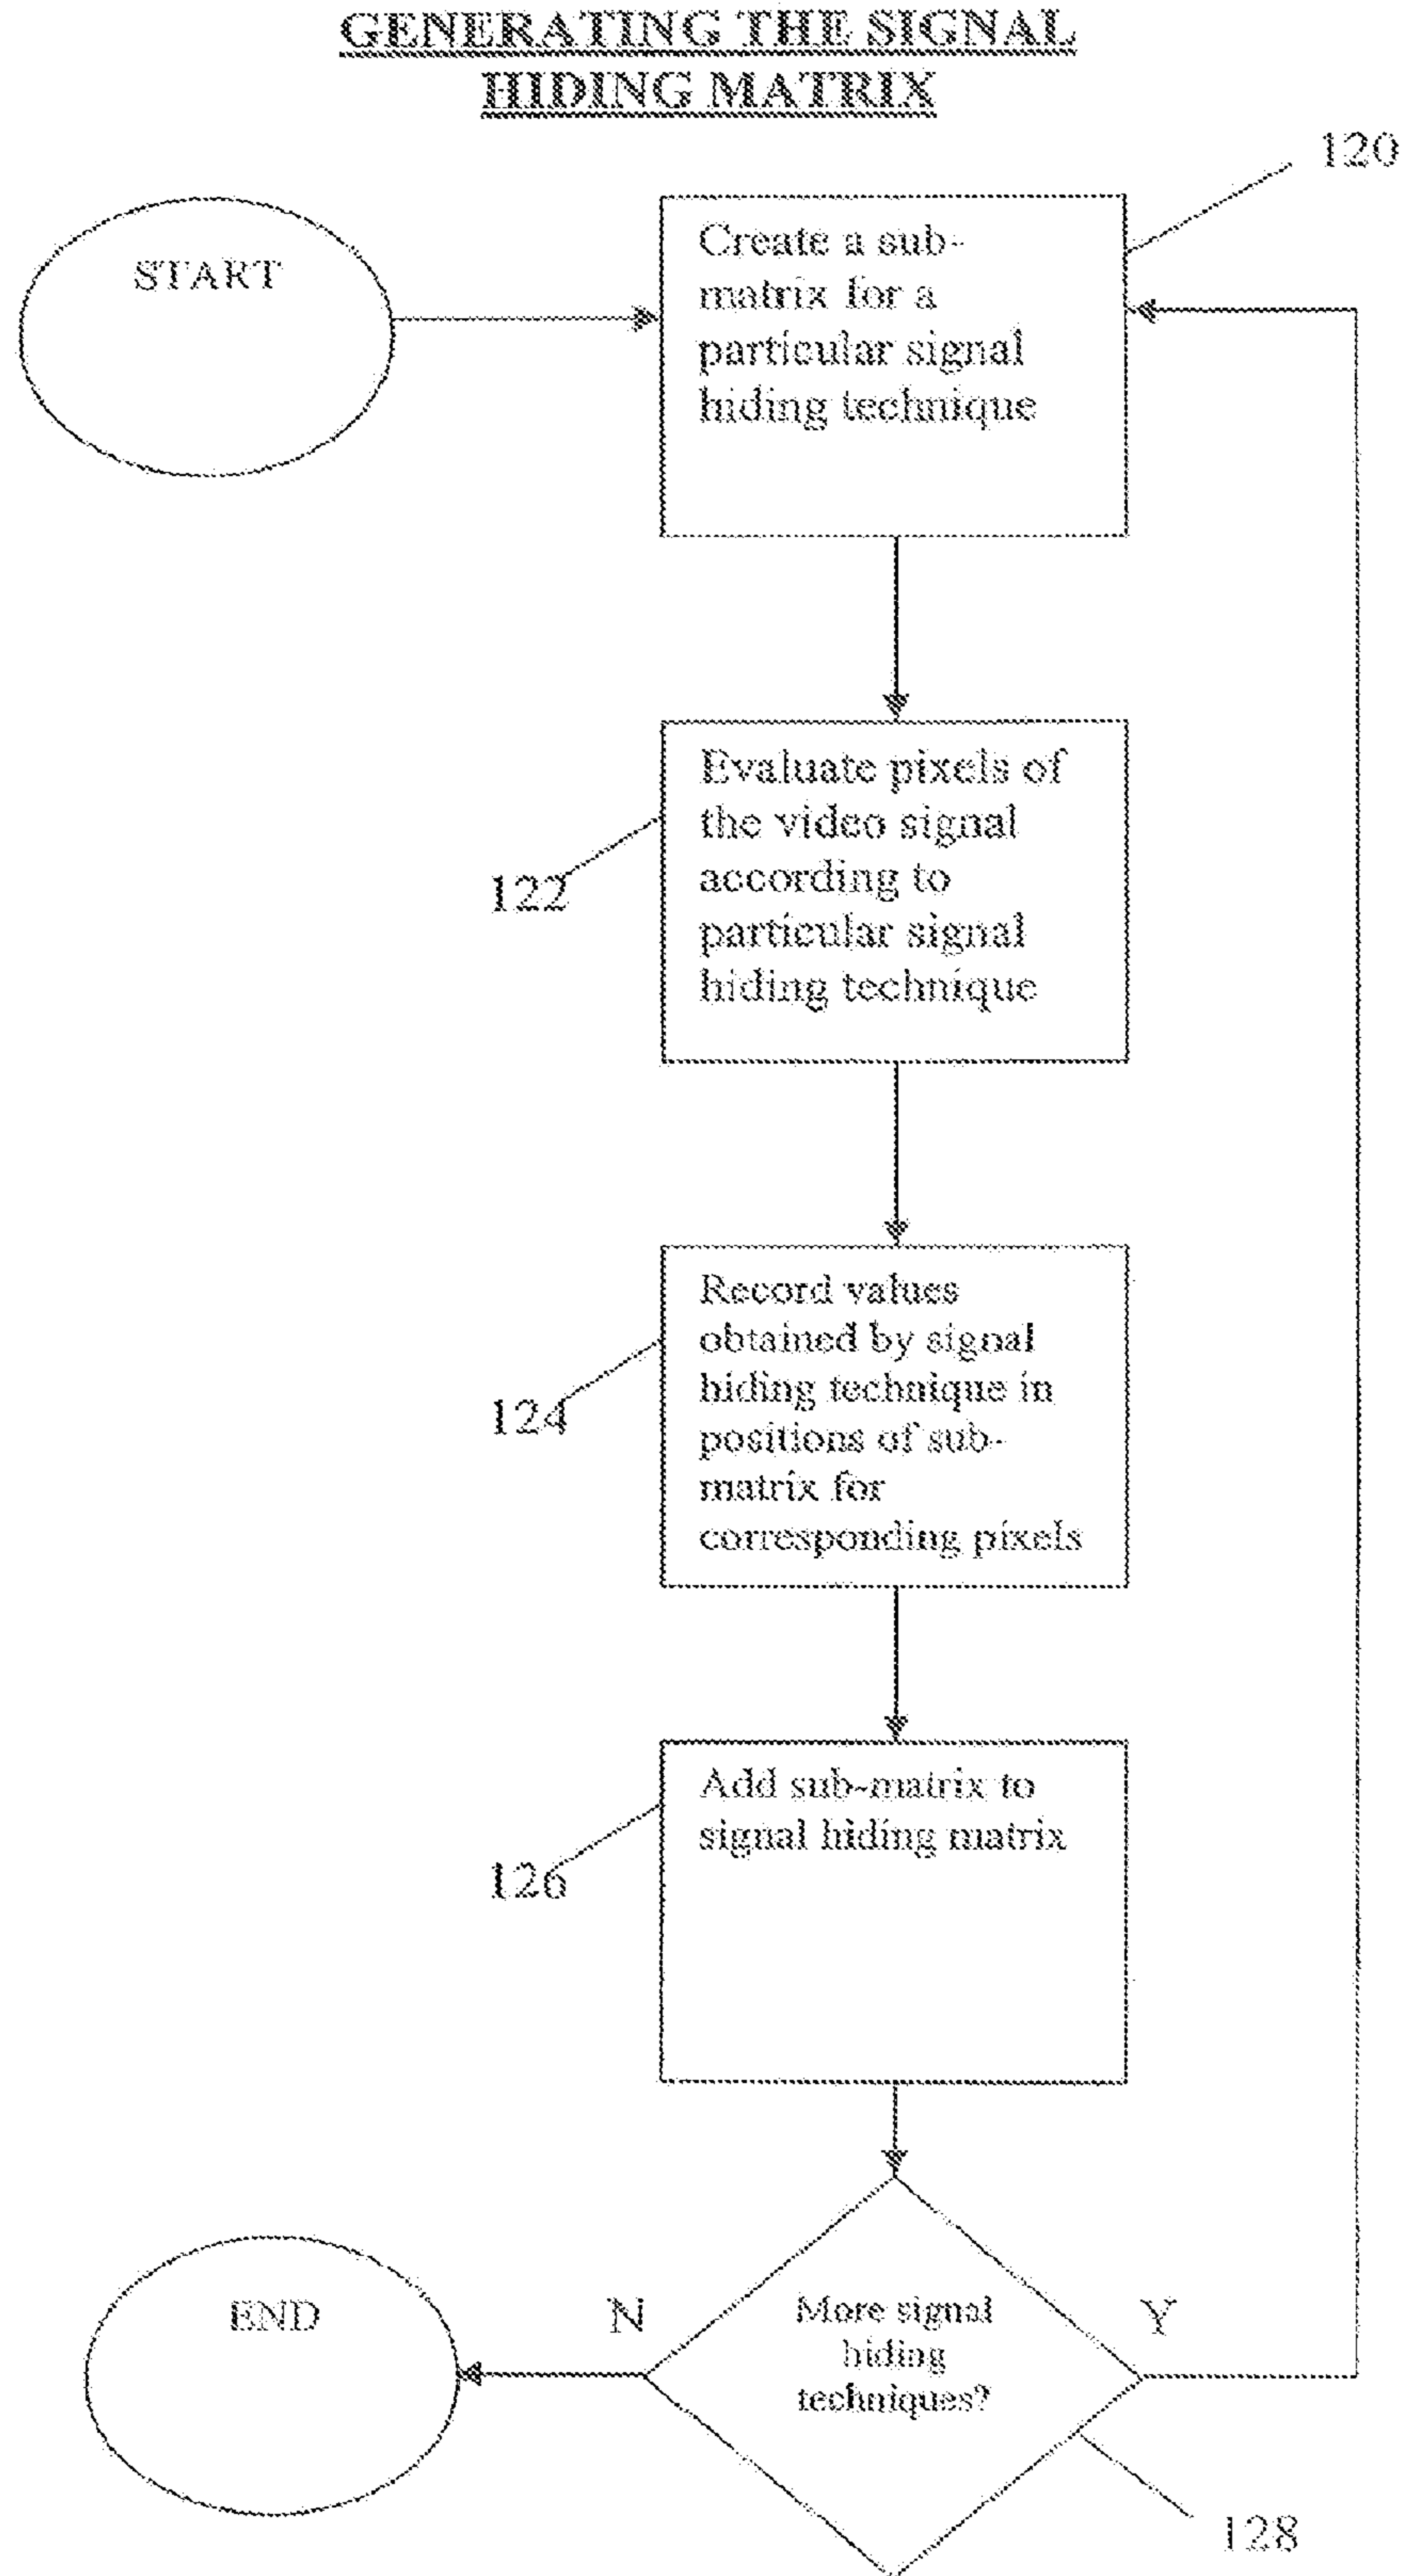 GENERATING THE SIGNAL
HIDING MATRIX
120
START
Create a sub-
matrix for a
particular signal
hiding technique
Evaluate pixels of
the video signal
according to
particular signal
hiding technique
122
Record values
obtained by signal
hiding technique in
positions of sub-
matrix for
corresponding pixels
124
Add sub-matrix to
signal hiding matrix
126
END
N
More signal
hiding
techniques?
Y
128